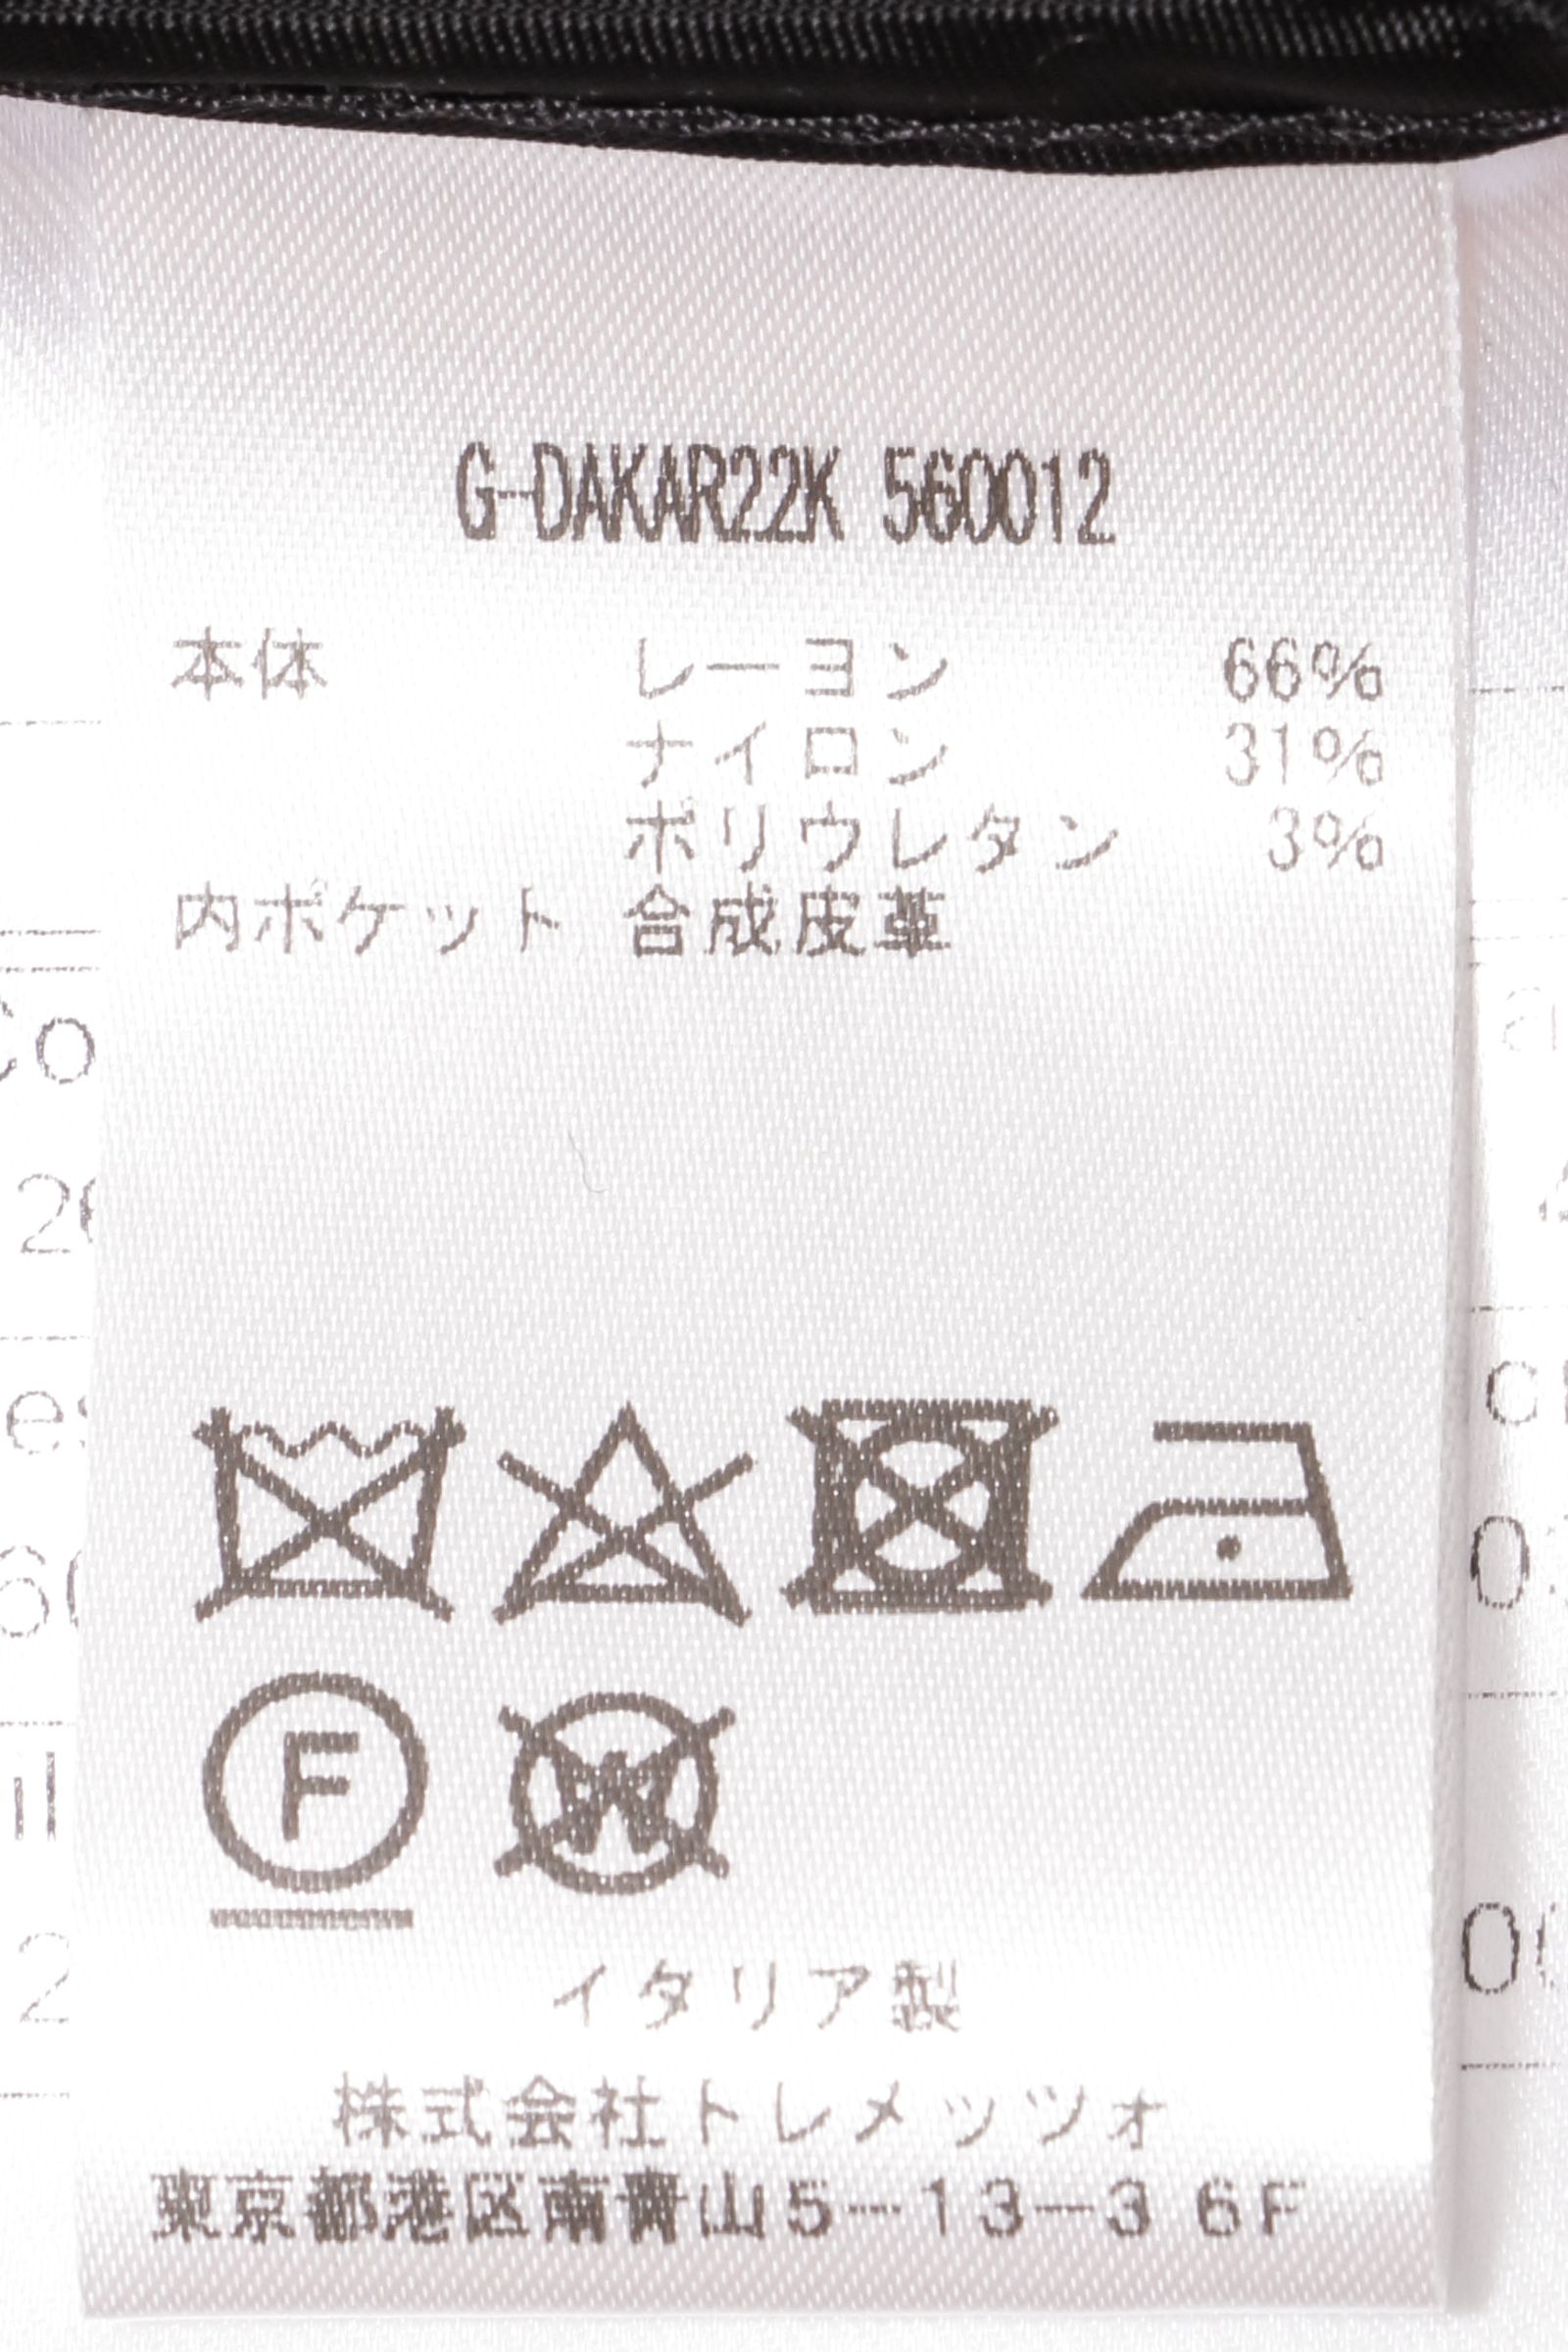 G-DAKAR22K 560012
本体 レーヨン 66%
ナイロン 31%
ポリウレタン 3%
内ポケット 合成皮革
F
W
イタリア製
株式会社トレメッツォ
東京都港区南青山5-13-3 6F